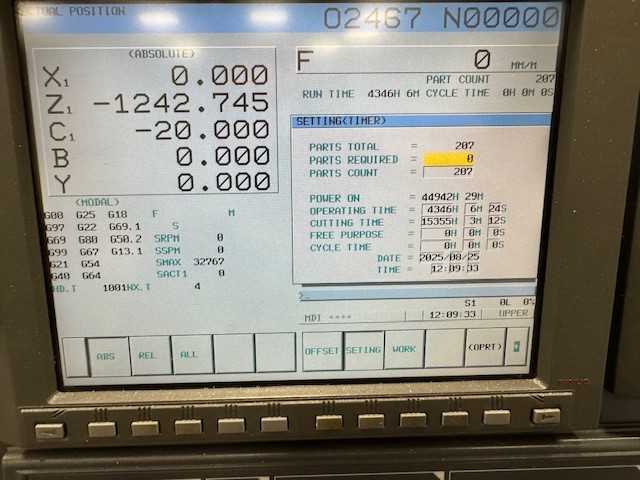 ACTUAL POSITION O2467 N00000
(ABSOLUTE)
X1 0.000
Z1 -1242.745
C1 -20.000
B 0.000
Y 0.000
(MODAL)
G00 G25 G18 F M
G97 G22 G69.1 S
G69 G80 G50.2 SRPM 0
G99 G67 G13.1 SSPM 0
G21 G54 SMAX 32767
G40 G64 SACT1 0
HD.T 1001 NX.T 4
F 0 MM/M
PART COUNT 207
RUN TIME 4346H 6M CYCLE TIME 0H 0M 0S
SETTING(TIMER)
PARTS TOTAL = 207
PARTS REQUIRED = 0
PARTS COUNT = 207
POWER ON = 44942H 29M
OPERATING TIME = 4346H 6M 24S
CUTTING TIME = 15355H 3M 12S
FREE PURPOSE = 0H 0M 0S
CYCLE TIME = 0H 0M 0S
DATE = 2025/08/25
TIME = 12:09:33
>_
S1 0L 0%
MDI **** 12:09:33 UPPER
ABS REL ALL OFFSET SETING WORK (OPRT) +